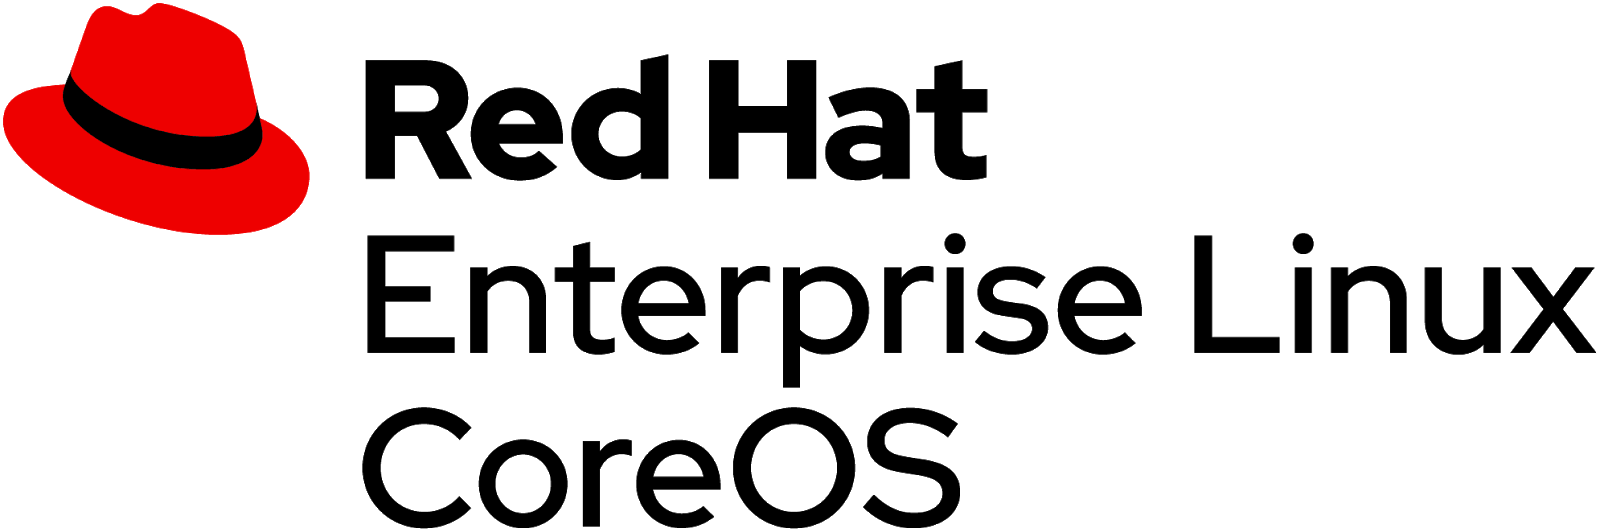 Red Hat
Enterprise Linux
CoreOS